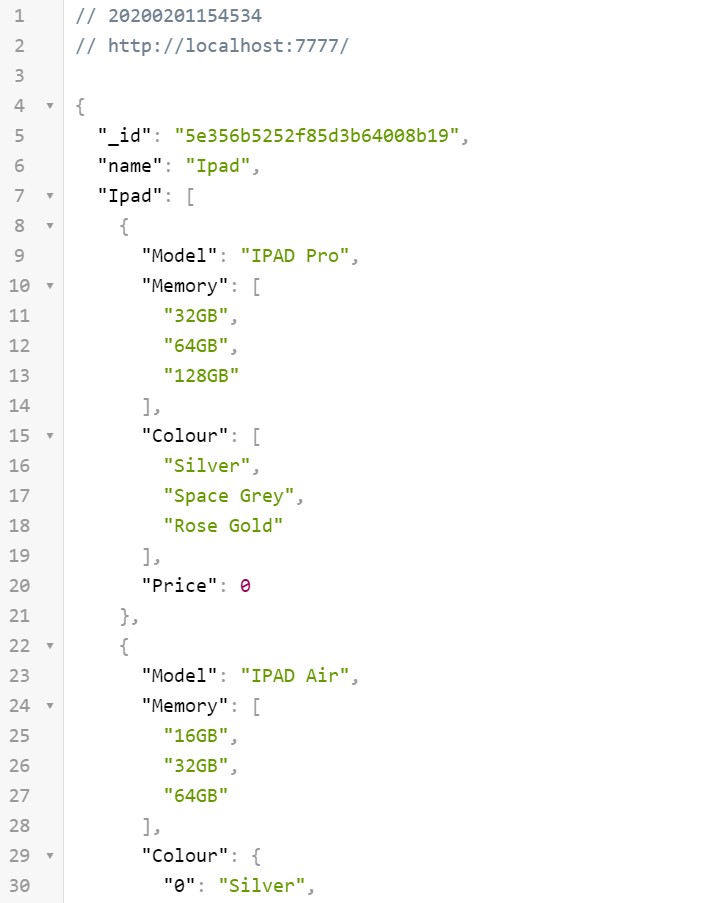 1 // 20200201154534
2 // http://localhost:7777/
3
4 {
5 "_id": "5e356b5252f85d3b64008b19",
6 "name": "Ipad",
7 "Ipad": [
8 {
9 "Model": "IPAD Pro",
10 "Memory": [
11 "32GB",
12 "64GB",
13 "128GB"
14 ],
15 "Colour": [
16 "Silver",
17 "Space Grey",
18 "Rose Gold"
19 ],
20 "Price": 0
21 },
22 {
23 "Model": "IPAD Air",
24 "Memory": [
25 "16GB",
26 "32GB",
27 "64GB"
28 ],
29 "Colour": {
30 "0": "Silver",